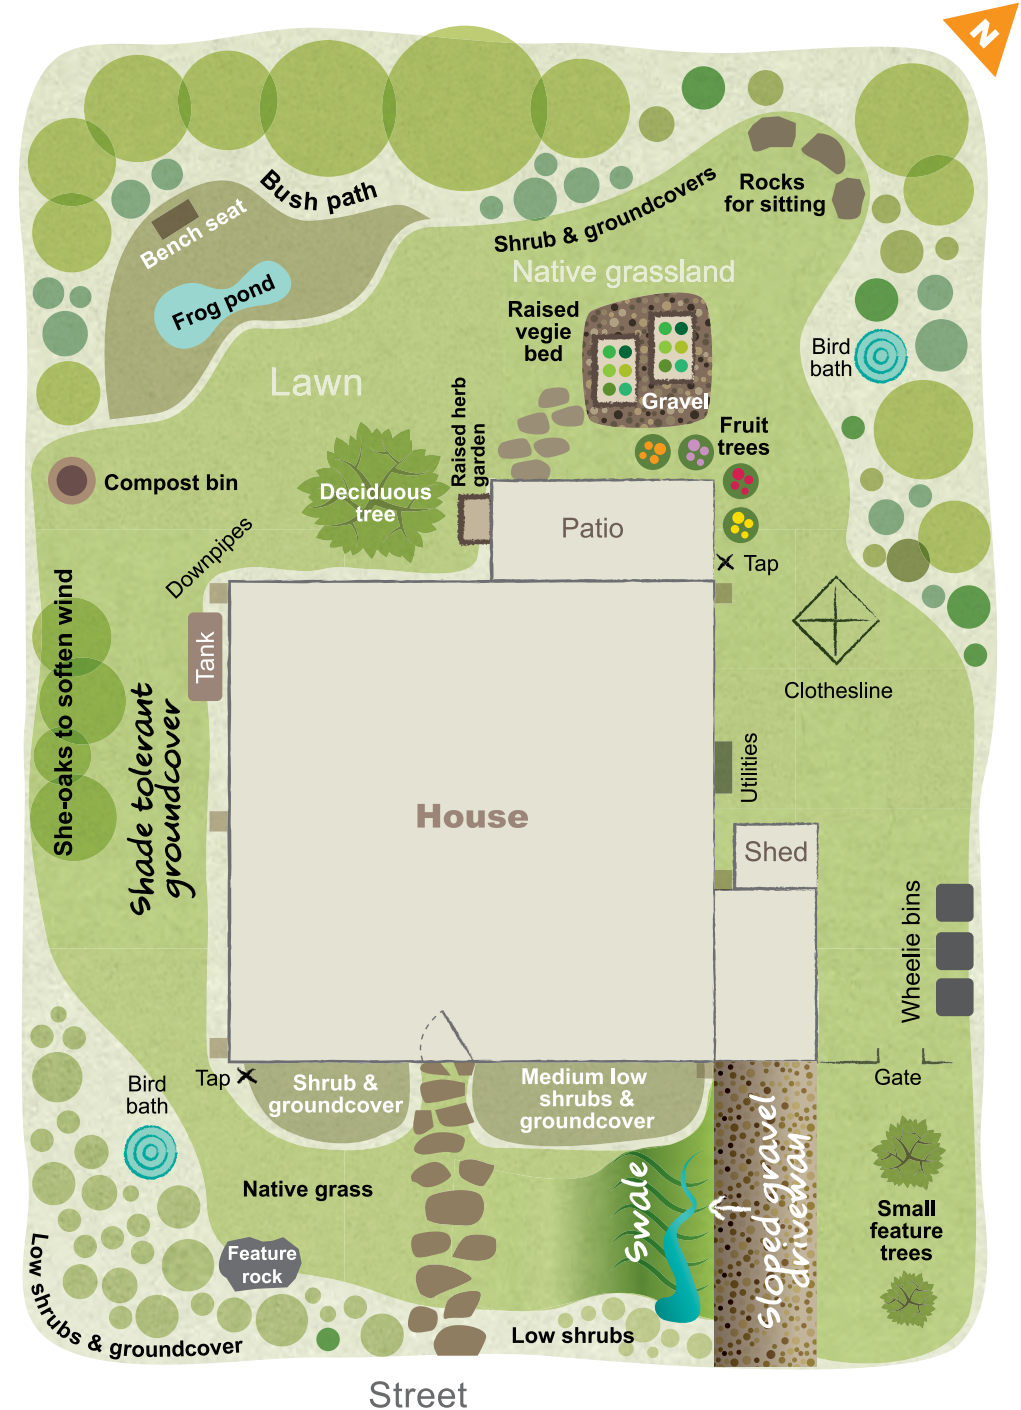 N
Bush path
Bench seat
Frog pond
Shrub & groundcovers
Rocks
for sitting
Native grassland
Raised
vegie
bed
Gravel
Bird
bath
Lawn
Raised herb
garden
Fruit
trees
Compost bin
Deciduous
tree
Patio
Tap
Downpipes
Tank
She-oaks to soften wind
Shade tolerant
groundcover
Clothesline
Utilities
House
Shed
Wheelie bins
Gate
Tap
Bird
bath
Shrub &
groundcover
Medium low
shrubs &
groundcover
Native grass
Swale
Sloped gravel
driveway
Small
feature
trees
Feature
rock
Low shrubs & groundcover
Low shrubs
Street